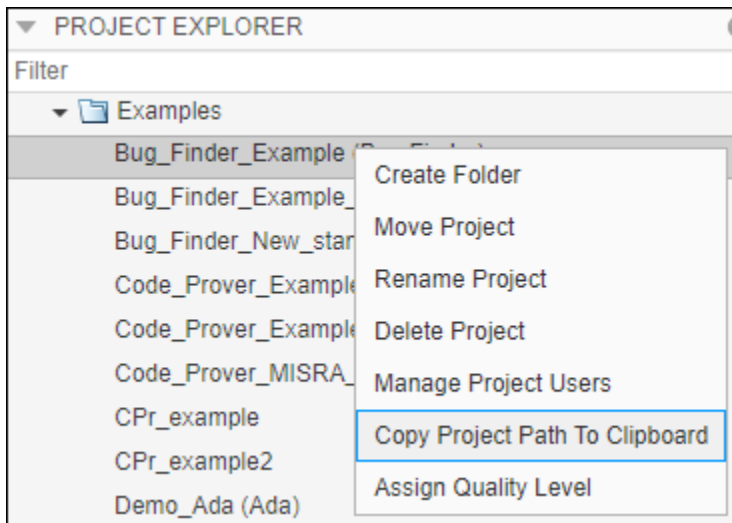 PROJECT EXPLORER
Filter
Examples
Bug_Finder_Example
Create Folder
Bug_Finder_Example_
Move Project
Bug_Finder_New_star
Rename Project
Code_Prover_Example
Delete Project
Code_Prover_Example
Manage Project Users
Code_Prover_MISRA_
Copy Project Path To Clipboard
CPr_example
CPr_example2
Assign Quality Level
Demo_Ada (Ada)